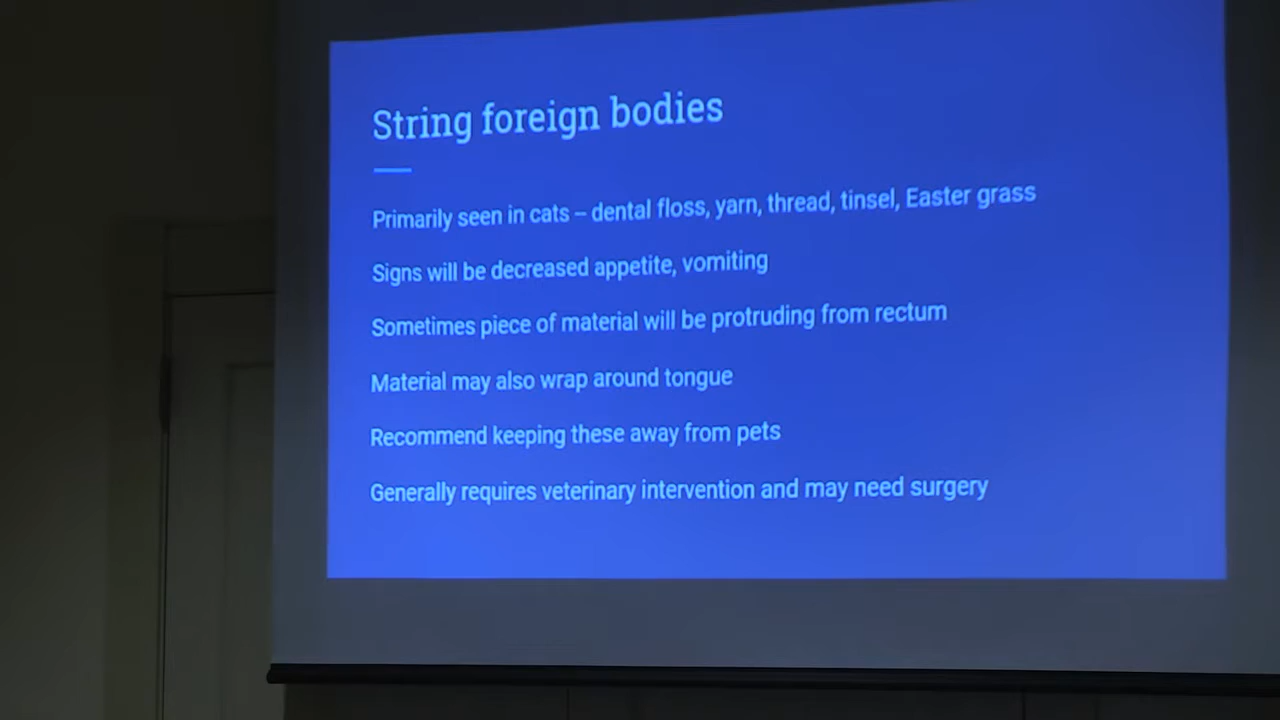 String foreign bodies
Primarily seen in cats – dental floss, yarn, thread, tinsel, Easter grass
Signs will be decreased appetite, vomiting
Sometimes piece of material will be protruding from rectum
Material may also wrap around tongue
Recommend keeping these away from pets
Generally requires veterinary intervention and may need surgery